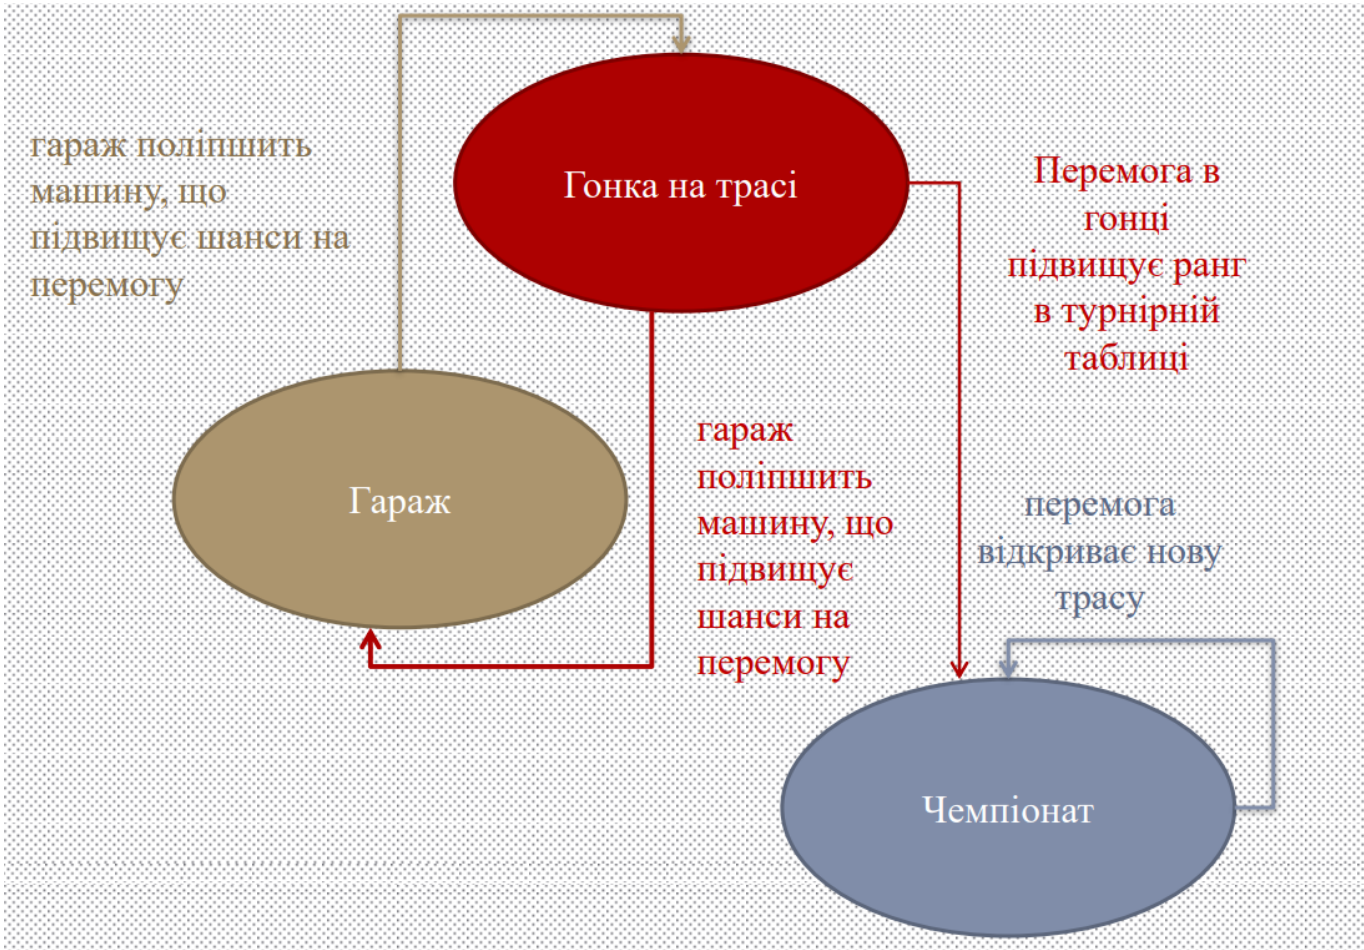 гараж поліпшить
машину, що
підвищує шанси на
перемогу
Гонка на трасі
Перемога в
гонці
підвищує ранг
в турнірній
таблиці
Гараж
гараж
поліпшить
машину, що
підвищує
шанси на
перемогу
перемога
відкриває нову
трасу
Чемпіонат